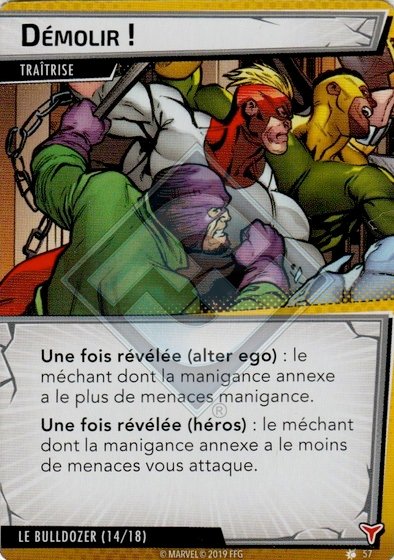 DÉMOLIR !
TRAÎTRISE
Une fois révélée (alter ego) : le
méchant dont la manigance annexe
a le plus de menaces manigance.
Une fois révélée (héros) : le méchant
dont la manigance annexe a le moins
de menaces vous attaque.
®
LE BULLDOZER (14/18)
© MARVEL © 2019 FFG
57